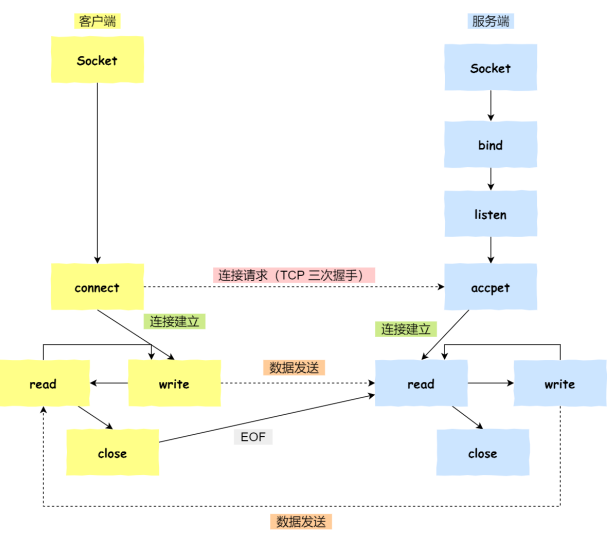 客户端
服务端
Socket
Socket
bind
listen
连接请求（TCP 三次握手）
connect
accpet
连接建立
连接建立
数据发送
read
write
read
write
EOF
close
close
数据发送